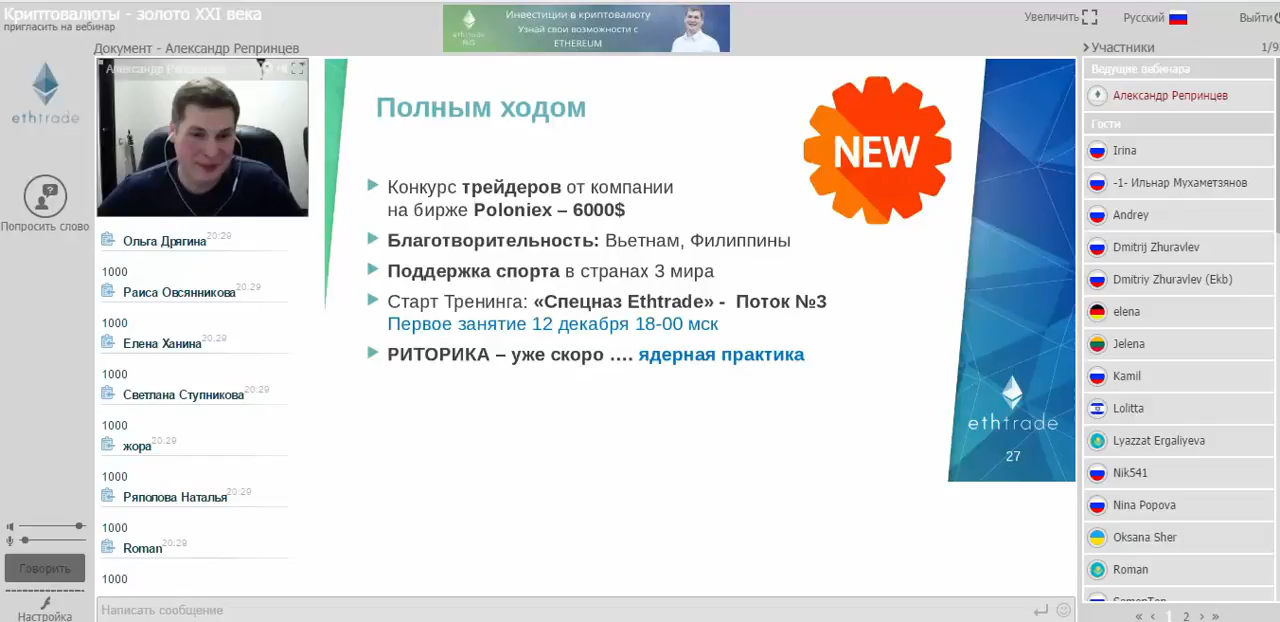 Криптовалюты - золото XXI века
пригласить на вебинар
Инвестиции в криптовалюту
Узнай свои возможности с
ETHEREUM
ethtrade
Увеличить
Русский
Выйти
Документ - Александр Репринцев
Участники
1/9
Александр Репринцев
ethtrade
Попросить слово
Говорить
Настройка
Ольга Дрягина 20:29
1000
Раиса Овсянникова 20:29
1000
Елена Ханина 20:29
1000
Светлана Ступникова 20:29
1000
жора 20:29
1000
Ряполова Наталья 20:29
1000
Roman 20:29
1000
Написать сообщение
Полным ходом
NEW
Конкурс трейдеров от компании
на бирже Poloniex – 6000$
Благотворительность: Вьетнам, Филиппины
Поддержка спорта в странах 3 мира
Старт Тренинга: «Спецназ Ethtrade» - Поток №3
Первое занятие 12 декабря 18-00 мск
РИТОРИКА – уже скоро .... ядерная практика
ethtrade
27
Ведущие вебинара
Александр Репринцев
Гости
Irina
-1- Ильнар Мухаметзянов
Andrey
Dmitrij Zhuravlev
Dmitriy Zhuravlev (Ekb)
elena
Jelena
Kamil
Lolitta
Lyazzat Ergaliyeva
Nik541
Nina Popova
Oksana Sher
Roman
« ‹ 1 2 › »